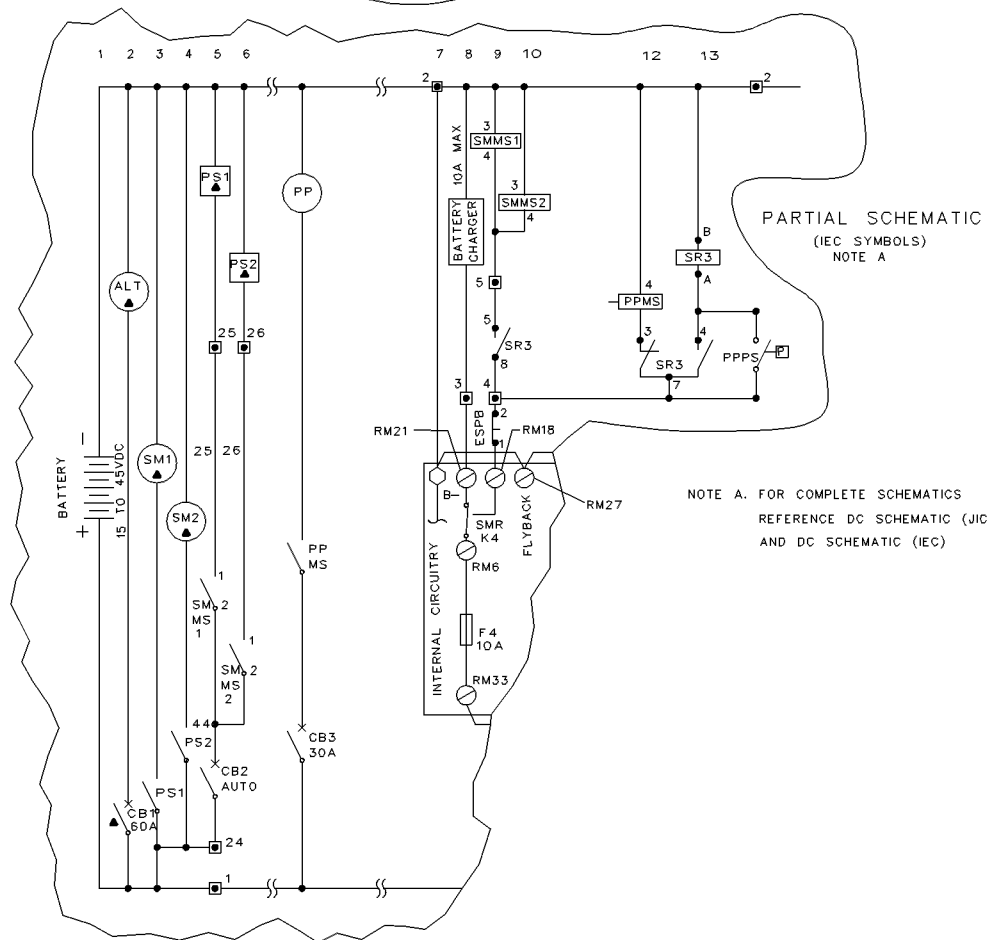 1 2 3 4 5 6 7 8 9 10 12 13
2
2
3
SMMS1
4
10A MAX
PS1
PP
3
SMMS2
4
BATTERY
CHARGER
PARTIAL SCHEMATIC
(IEC SYMBOLS)
NOTE A
B
SR3
A
PS2
ALT
5
4
PPMS
25 26
5
SR3
8
3
4
SR3
7
PPPS
P
3
4
ESPB
2
1
RM21
RM18
25 26
-
BATTERY
+
15 TO 45VDC
SM1
SM2
B-
SMR
K4
FLYBACK
RM27
NOTE A. FOR COMPLETE SCHEMATICS
REFERENCE DC SCHEMATIC (JIC
AND DC SCHEMATIC (IEC)
PP
MS
RM6
1
SM 2
MS
1
INTERNAL CIRCUITRY
F4
10A
1
SM 2
MS
2
RM33
44
PS2
CB3
30A
CB2
AUTO
PS1
CB1
60A
24
1